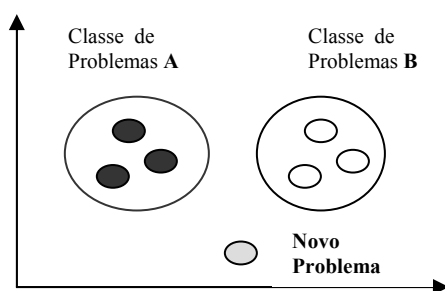 Classe de
Problemas A
Classe de
Problemas B
Novo
Problema